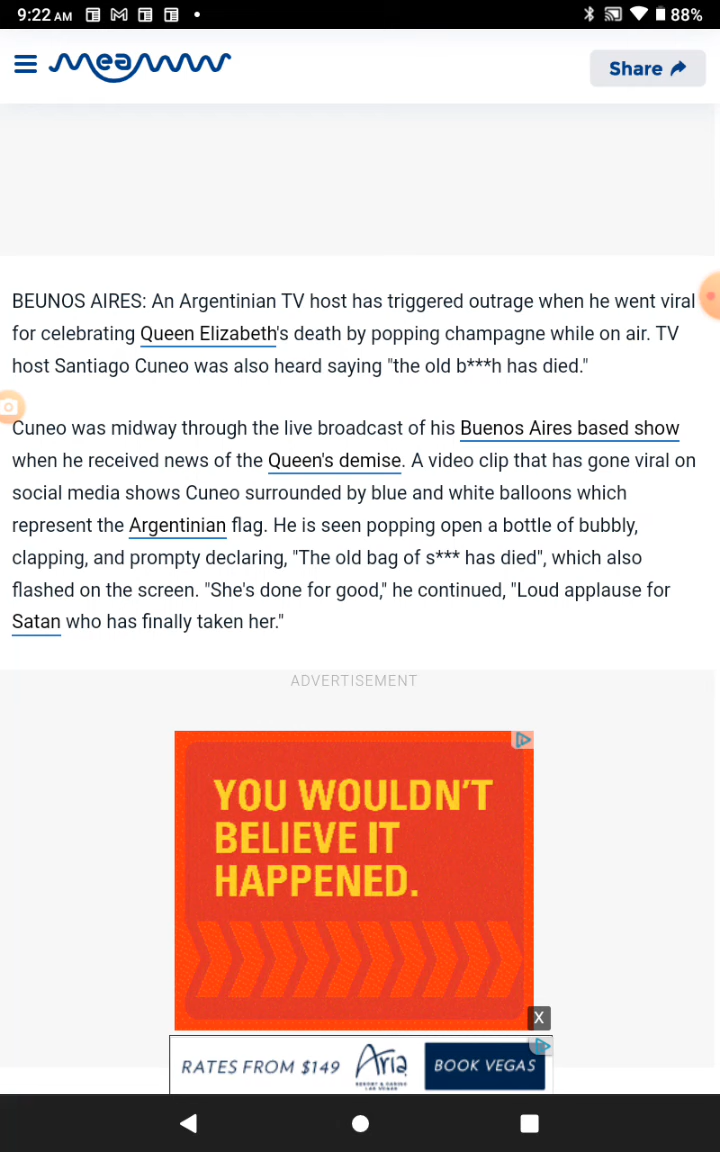 9:22 AM 88%
meaww Share
BEUNOS AIRES: An Argentinian TV host has triggered outrage when he went viral
for celebrating Queen Elizabeth's death by popping champagne while on air. TV
host Santiago Cuneo was also heard saying "the old b***h has died."
Cuneo was midway through the live broadcast of his Buenos Aires based show
when he received news of the Queen's demise. A video clip that has gone viral on
social media shows Cuneo surrounded by blue and white balloons which
represent the Argentinian flag. He is seen popping open a bottle of bubbly,
clapping, and prompty declaring, "The old bag of s*** has died", which also
flashed on the screen. "She's done for good," he continued, "Loud applause for
Satan who has finally taken her."
ADVERTISEMENT
YOU WOULDN'T
BELIEVE IT
HAPPENED.
X
RATES FROM $149 Aria BOOK VEGAS
RESORT & CASINO
LAS VEGAS